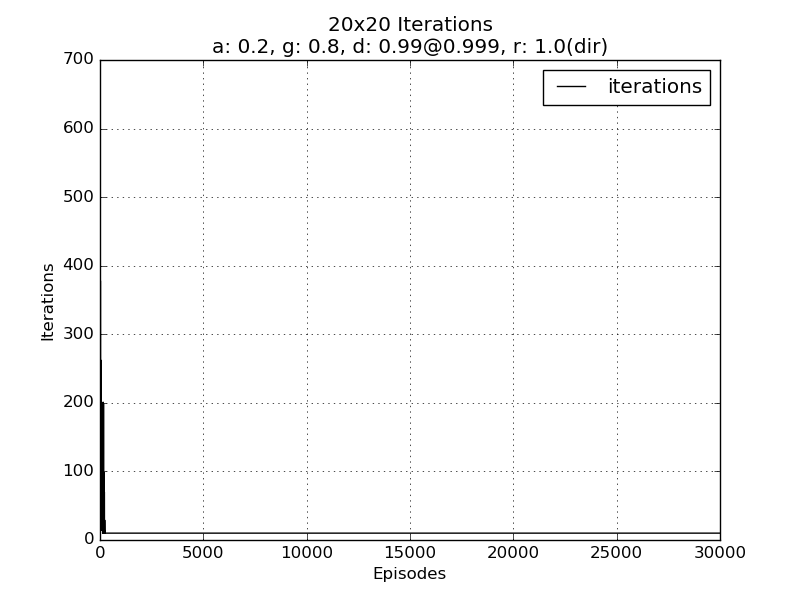 20x20 Iterations
a: 0.2, g: 0.8, d: 0.99@0.999, r: 1.0(dir)
700
600
500
400
300
200
100
0
iterations
Iterations
0 5000 10000 15000 20000 25000 30000
Episodes